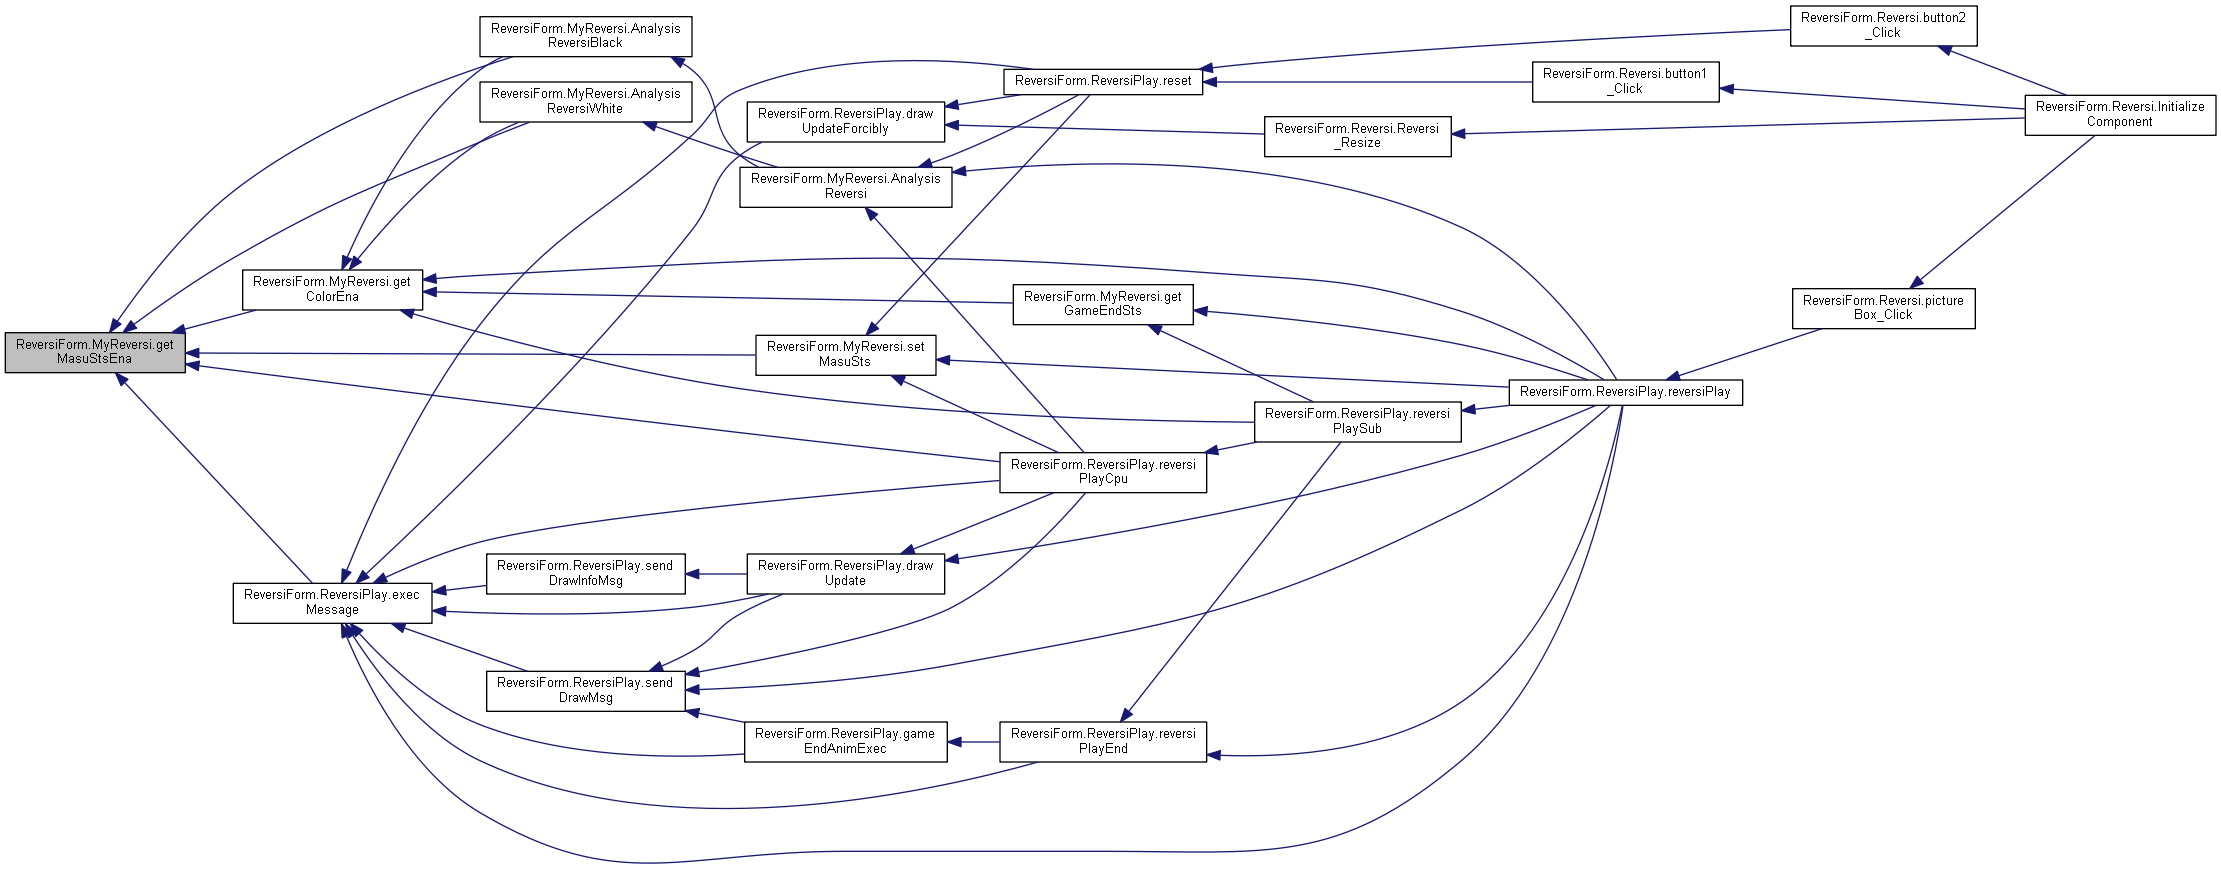 ReversiForm.MyReversi.get
MasuStsEna
ReversiForm.MyReversi.get
ColorEna
ReversiForm.ReversiPlay.exec
Message
ReversiForm.MyReversi.Analysis
ReversiBlack
ReversiForm.MyReversi.Analysis
ReversiWhite
ReversiForm.ReversiPlay.send
DrawInfoMsg
ReversiForm.ReversiPlay.send
DrawMsg
ReversiForm.ReversiPlay.draw
UpdateForcibly
ReversiForm.MyReversi.Analysis
Reversi
ReversiForm.MyReversi.set
MasuSts
ReversiForm.ReversiPlay.draw
Update
ReversiForm.ReversiPlay.game
EndAnimExec
ReversiForm.ReversiPlay.reset
ReversiForm.MyReversi.get
GameEndSts
ReversiForm.ReversiPlay.reversi
PlayCpu
ReversiForm.ReversiPlay.reversi
PlayEnd
ReversiForm.Reversi.Reversi
_Resize
ReversiForm.ReversiPlay.reversi
PlaySub
ReversiForm.Reversi.button1
_Click
ReversiForm.ReversiPlay.reversiPlay
ReversiForm.Reversi.button2
_Click
ReversiForm.Reversi.picture
Box_Click
ReversiForm.Reversi.Initialize
Component